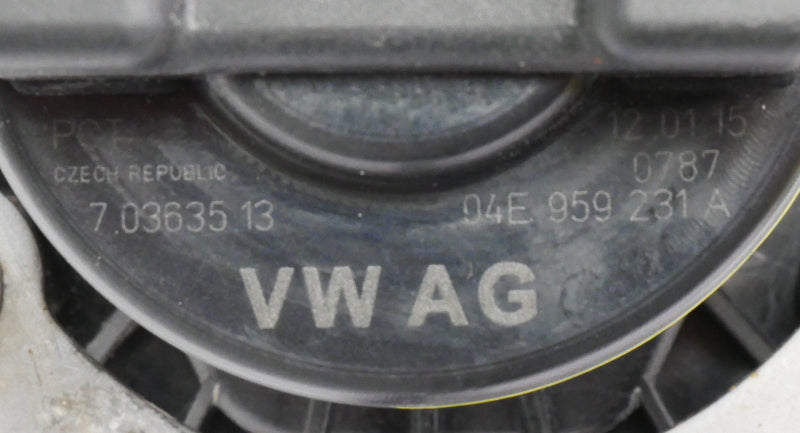 PCT
12.01.15
CZECH REPUBLIC
0787
7.03635.13
04E 959 231 A
VW AG